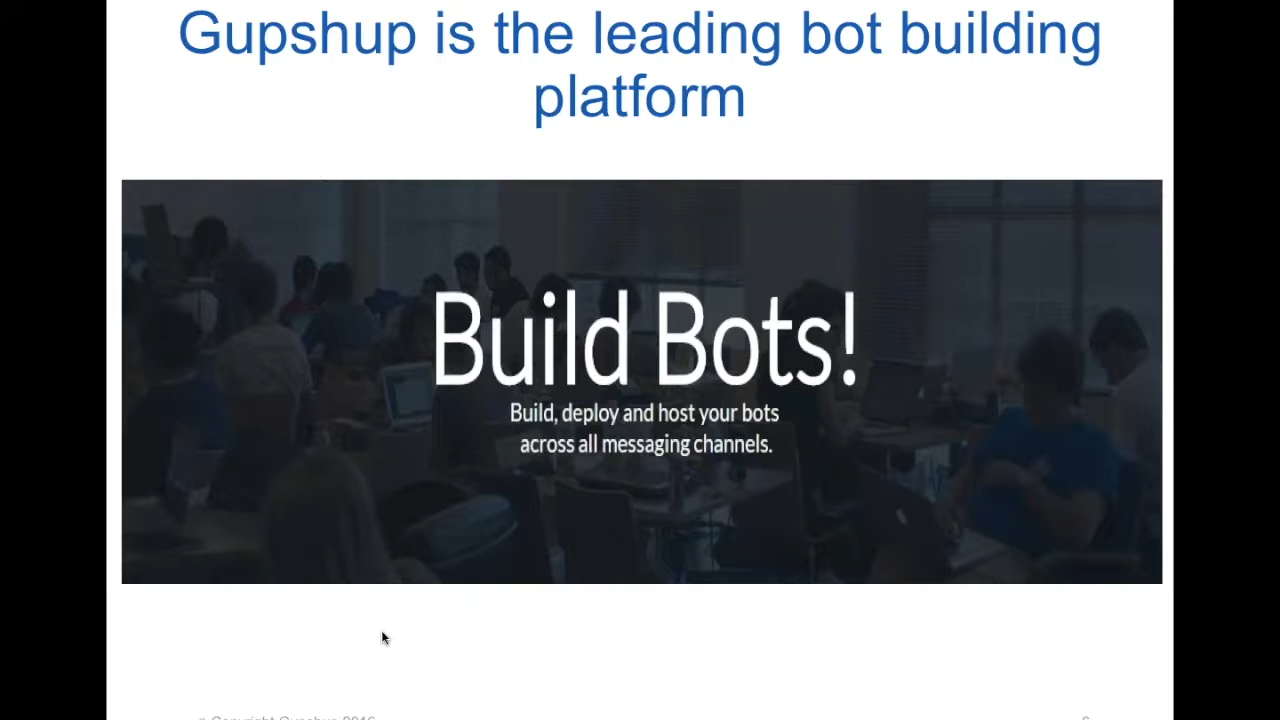 Gupshup is the leading bot building
platform
Build Bots!
Build, deploy and host your bots
across all messaging channels.